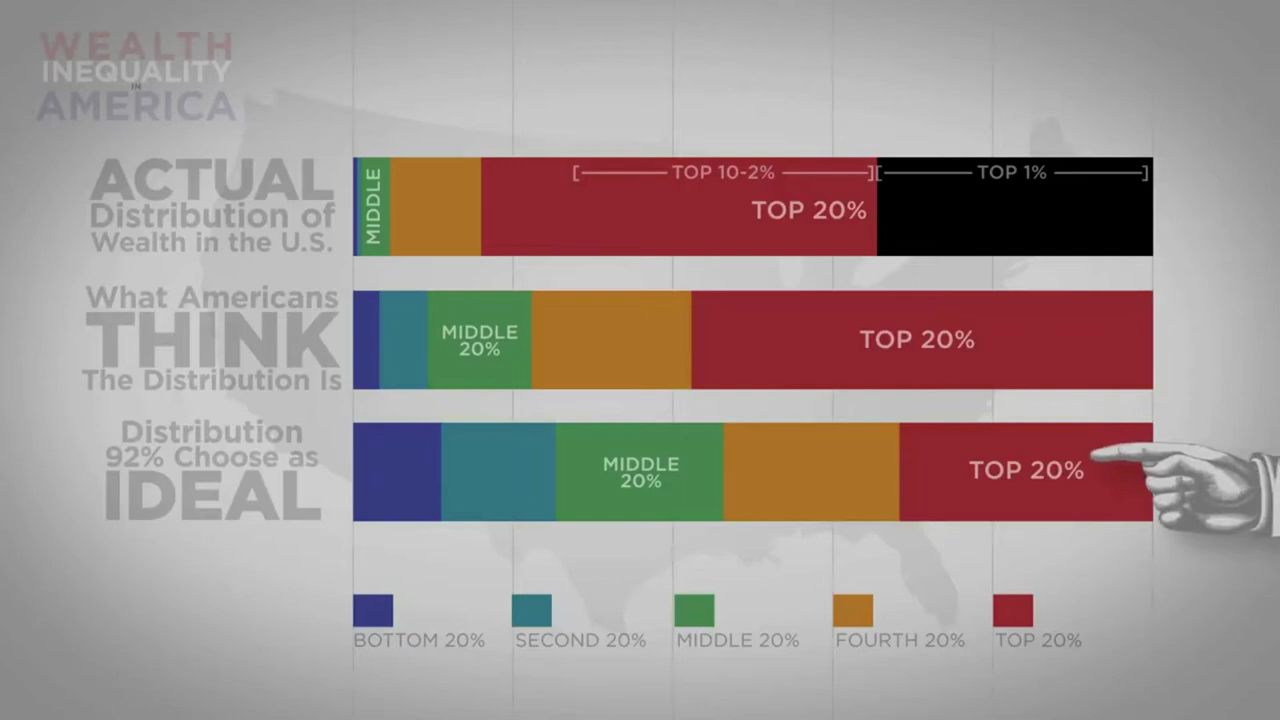 WEALTH
INEQUALITY
IN
AMERICA
ACTUAL
Distribution of
Wealth in the U.S.
MIDDLE
[ TOP 10-2% ][ TOP 1% ]
TOP 20%
What Americans
THINK
The Distribution Is
MIDDLE
20%
TOP 20%
Distribution
92% Choose as
IDEAL
MIDDLE
20%
TOP 20%
BOTTOM 20% SECOND 20% MIDDLE 20% FOURTH 20% TOP 20%